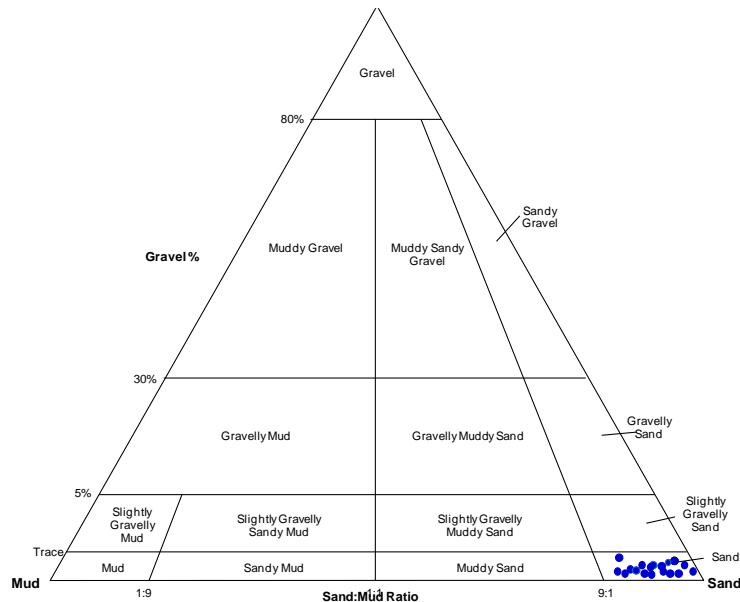 Gravel
80%
Sandy
Gravel
Muddy Gravel
Muddy Sandy
Gravel
Gravel %
30%
Gravelly
Sand
Gravelly Mud
Gravelly Muddy Sand
5%
Slightly
Gravelly
Mud
Slightly Gravelly
Sandy Mud
Slightly Gravelly
Muddy Sand
Slightly
Gravelly
Sand
Trace
Sand
Mud
Mud
Sandy Mud
Muddy Sand
Sand
1:9
Sand:Mud Ratio
9:1